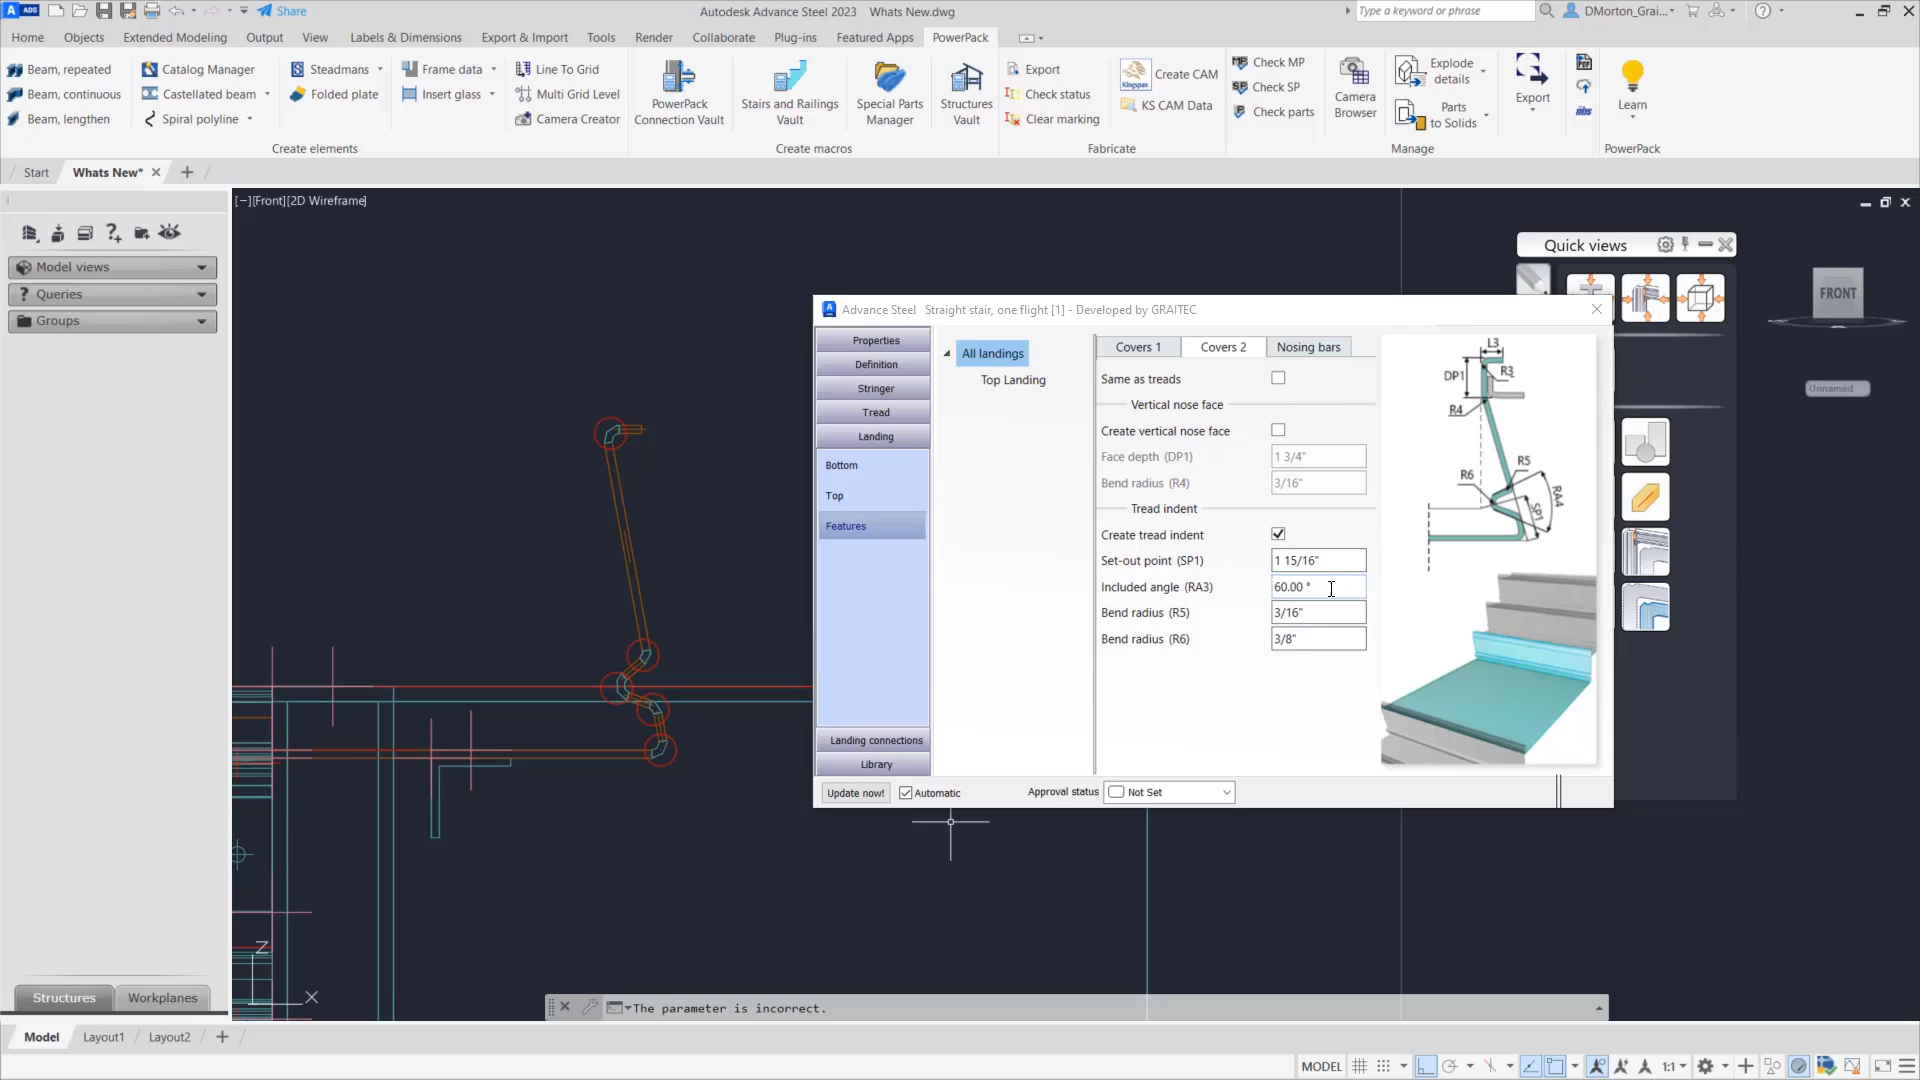 A ADS
Share
Autodesk Advance Steel 2023 Whats New.dwg
Type a keyword or phrase
DMorton_Grai...
Home Objects Extended Modeling Output View Labels & Dimensions Export & Import Tools Render Collaborate Plug-ins Featured Apps PowerPack
Beam, repeated
Beam, continuous
Beam, lengthen
Catalog Manager
Castellated beam
Spiral polyline
Steadmans
Folded plate
Frame data
Insert glass
Line To Grid
Multi Grid Level
Camera Creator
Create elements
PowerPack
Connection Vault
Stairs and Railings
Vault
Special Parts
Manager
Structures
Vault
Create macros
Export
Check status
Clear marking
Kingspan
Create CAM
KS CAM Data
Fabricate
MP Check MP
SP Check SP
Check parts
Camera
Browser
Explode
details
Parts
to Solids
Export
nbs
Manage
Learn
PowerPack
Start
Whats New*
[−][Front][2D Wireframe]
Model views
Queries
Groups
Structures
Workplanes
Quick views
FRONT
Unnamed
Advance Steel Straight stair, one flight [1] - Developed by GRAITEC
Properties
Definition
Stringer
Tread
Landing
Bottom
Top
Features
Landing connections
Library
All landings
Top Landing
Covers 1
Covers 2
Nosing bars
Same as treads
Vertical nose face
Create vertical nose face
Face depth (DP1) 1 3/4"
Bend radius (R4) 3/16"
Tread indent
Create tread indent
Set-out point (SP1) 1 15/16"
Included angle (RA3) 60.00 °
Bend radius (R5) 3/16"
Bend radius (R6) 3/8"
L3
DP1
R3
R4
R5
R6
RA4
SP1
Update now!
Automatic
Approval status
Not Set
Z
X
The parameter is incorrect.
Model
Layout1
Layout2
MODEL
1:1